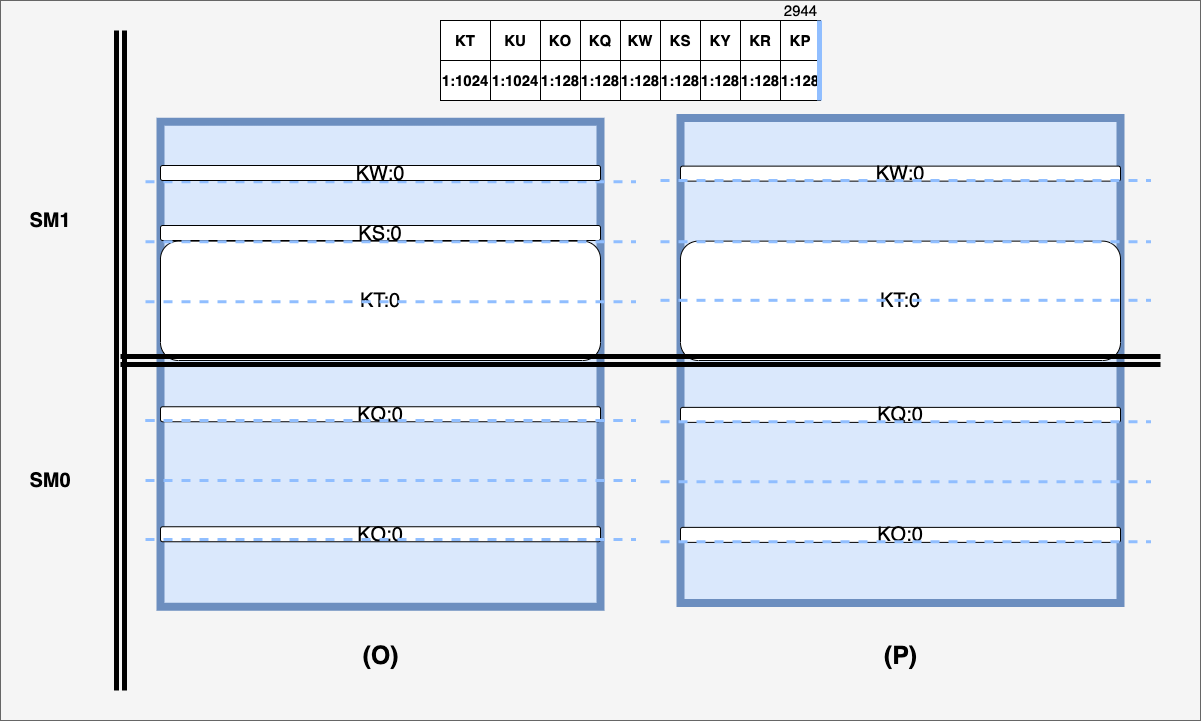 2944
KT KU KO KQ KW KS KY KR KP
1:1024 1:1024 1:128 1:128 1:128 1:128 1:128 1:128 1:128
KW:0 KW:0
SM1
KS:0
KT:0 KT:0
KQ:0 KQ:0
SM0
KO:0 KO:0
(O) (P)